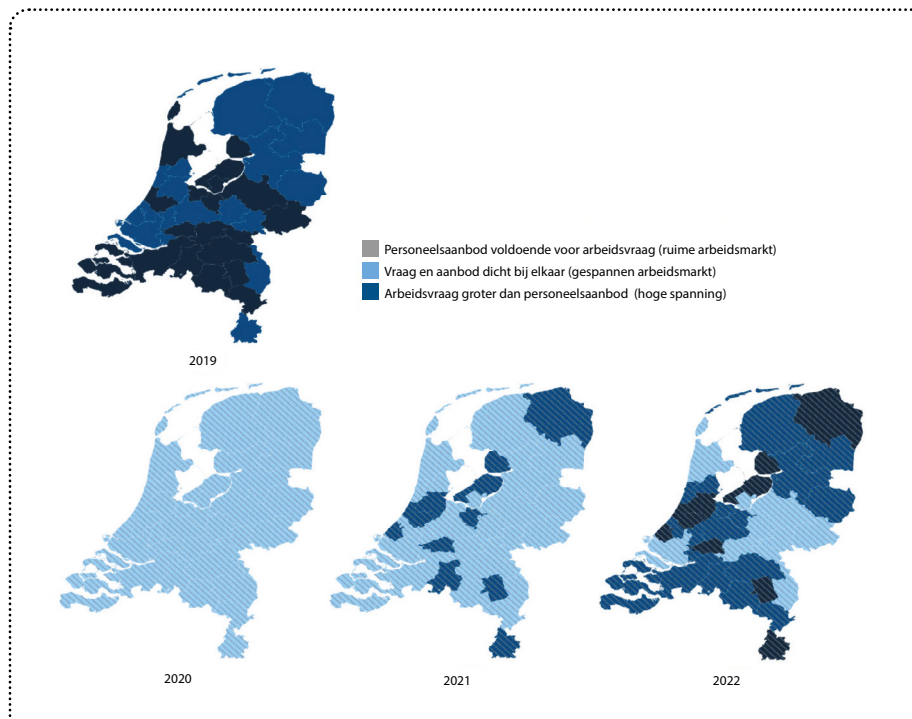 Personeelsaanbod voldoende voor arbeidsvraag (ruime arbeidsmarkt)
Vraag en aanbod dicht bij elkaar (gespannen arbeidsmarkt)
Arbeidsvraag groter dan personeelsaanbod (hoge spanning)
2019
2020
2021
2022